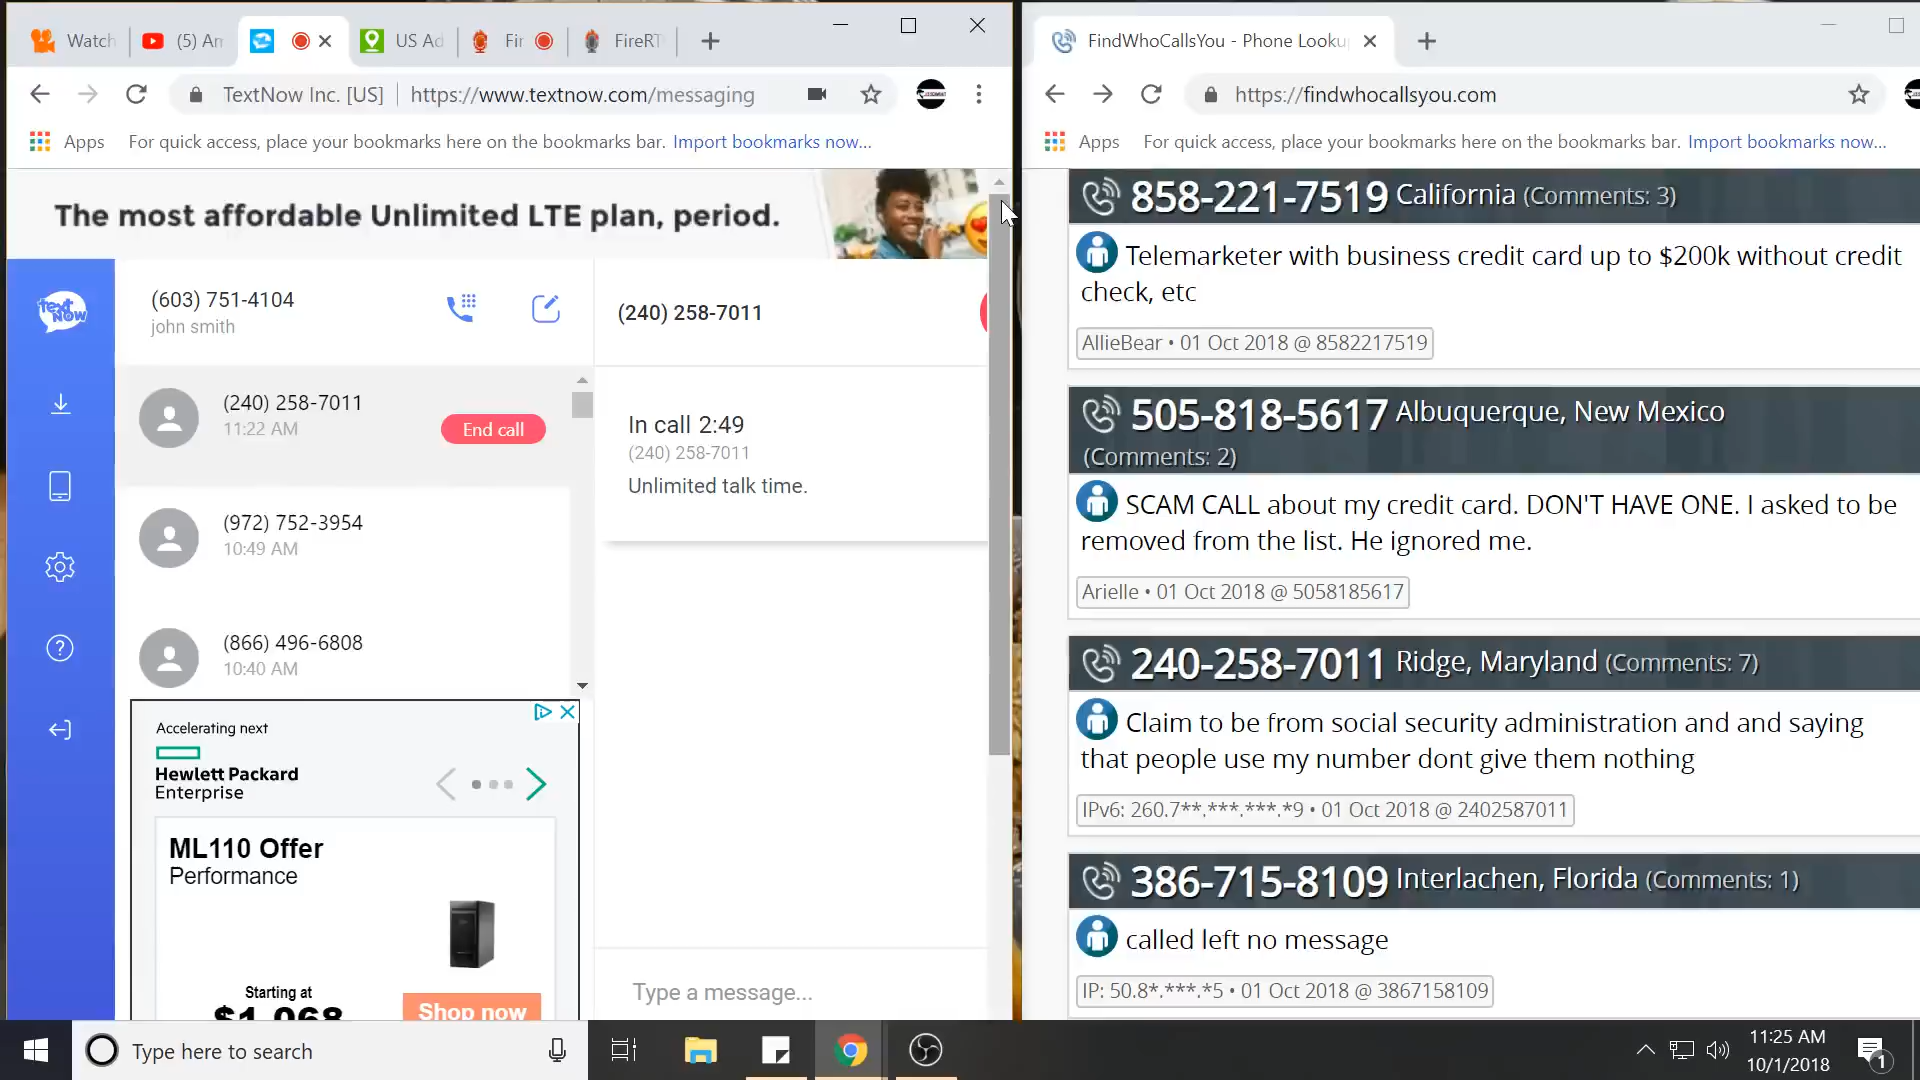 Watch
(5) An
US Ad
Fir
FireRT
FindWhoCallsYou - Phone Looku
TextNow Inc. [US]
https://www.textnow.com/messaging
https://findwhocallsyou.com
Apps
For quick access, place your bookmarks here on the bookmarks bar. Import bookmarks now...
Apps
For quick access, place your bookmarks here on the bookmarks bar. Import bookmarks now...
The most affordable Unlimited LTE plan, period.
text
Now
(603) 751-4104
john smith
(240) 258-7011
11:22 AM
End call
(972) 752-3954
10:49 AM
(866) 496-6808
10:40 AM
(240) 258-7011
In call 2:49
(240) 258-7011
Unlimited talk time.
Type a message...
Accelerating next
Hewlett Packard
Enterprise
ML110 Offer
Performance
Starting at
$1,068
Shop now
858-221-7519 California (Comments: 3)
Telemarketer with business credit card up to $200k without credit
check, etc
AllieBear • 01 Oct 2018 @ 8582217519
505-818-5617 Albuquerque, New Mexico
(Comments: 2)
SCAM CALL about my credit card. DON'T HAVE ONE. I asked to be
removed from the list. He ignored me.
Arielle • 01 Oct 2018 @ 5058185617
240-258-7011 Ridge, Maryland (Comments: 7)
Claim to be from social security administration and and saying
that people use my number dont give them nothing
IPv6: 260.7**.***.***.*9 • 01 Oct 2018 @ 2402587011
386-715-8109 Interlachen, Florida (Comments: 1)
called left no message
IP: 50.8*.***.*5 • 01 Oct 2018 @ 3867158109
Type here to search
11:25 AM
10/1/2018
1